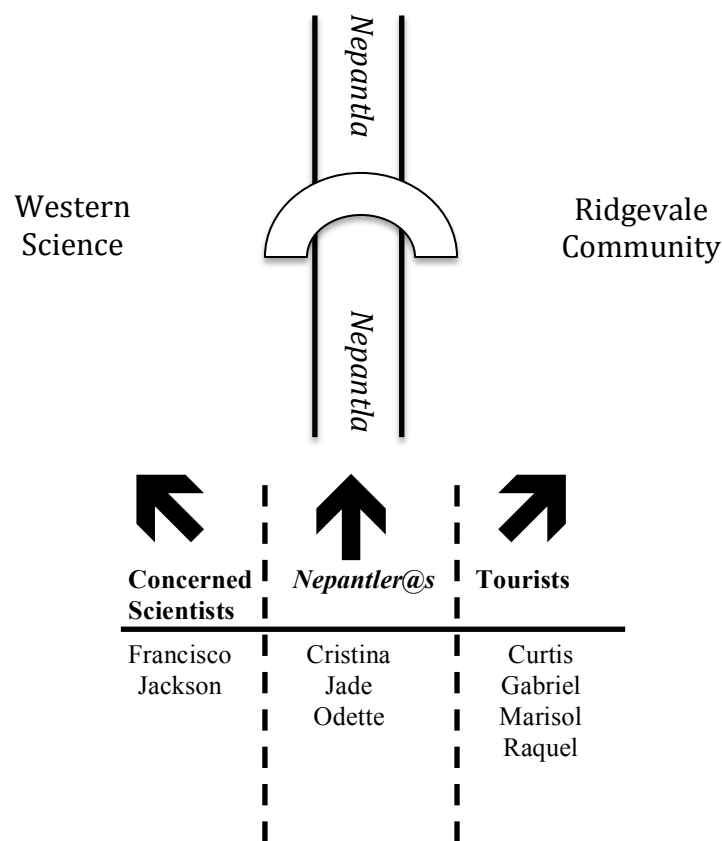 Nepantla
Western
Science
Ridgevale
Community
Nepantla
Concerned
Scientists
Nepantler@s
Tourists
Francisco
Jackson
Cristina
Jade
Odette
Curtis
Gabriel
Marisol
Raquel